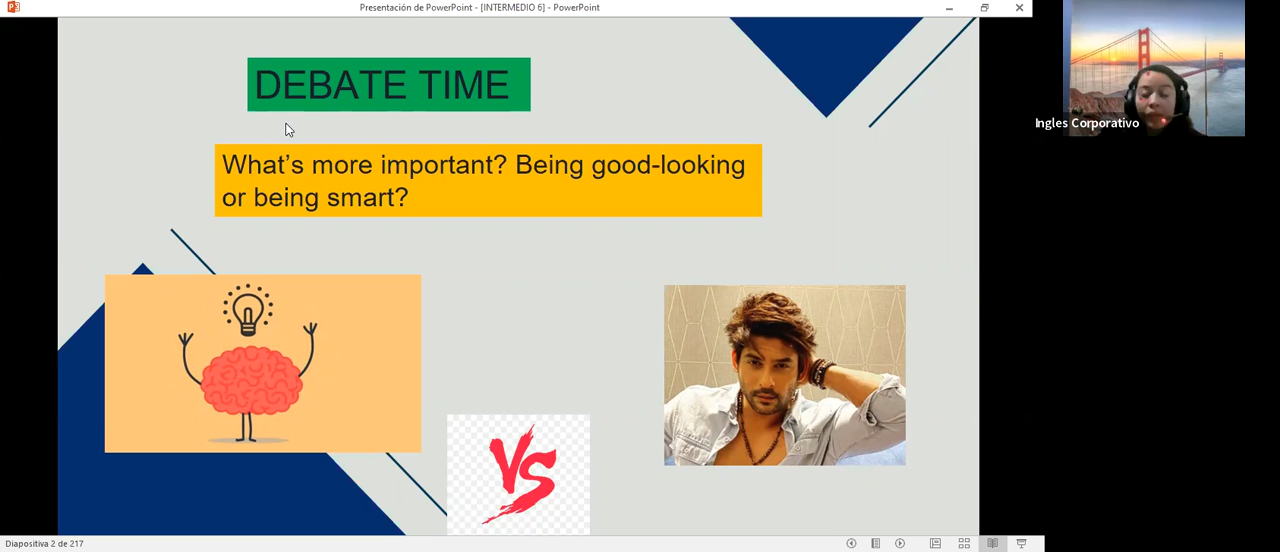 Presentación de PowerPoint - [INTERMEDIO 6] - PowerPoint
DEBATE TIME
Ingles Corporativo
What's more important? Being good-looking
or being smart?
VS
Diapositiva 2 de 217